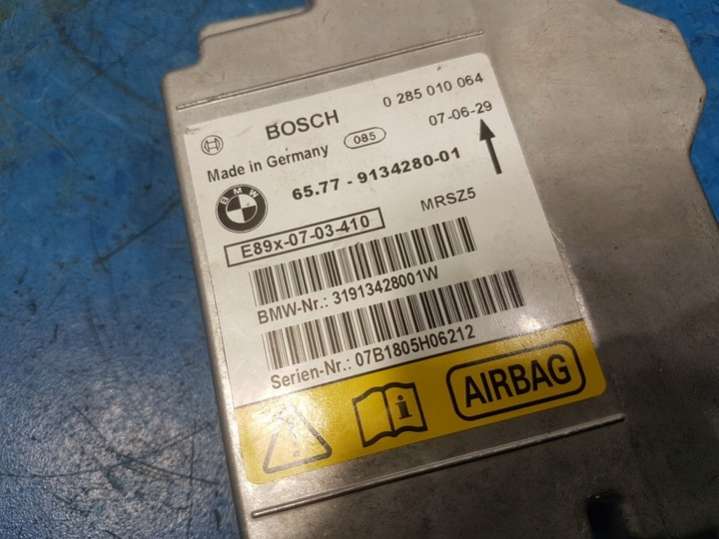 BOSCH 0 285 010 064
Made in Germany 085 07-06-29
BMW 65.77 - 9134280-01
E89x-07-03-410 MRSZ5
BMW-Nr.: 31913428001W
Serien-Nr.: 07B1805H06212
AIRBAG